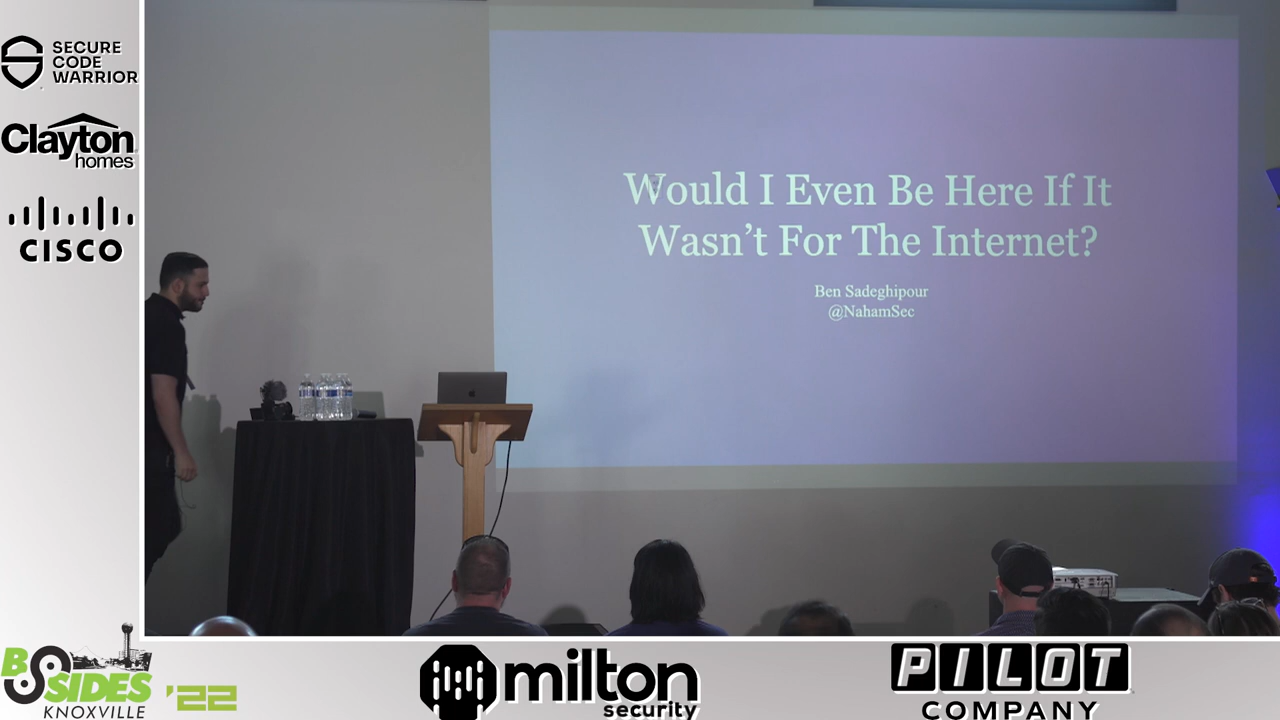 SECURE
CODE
WARRIOR
Clayton
homes
CISCO
Would I Even Be Here If It
Wasn't For The Internet?
Ben Sadeghipour
@NahamSec
BSIDES '22
KNOXVILLE
milton
security
PILOT
COMPANY